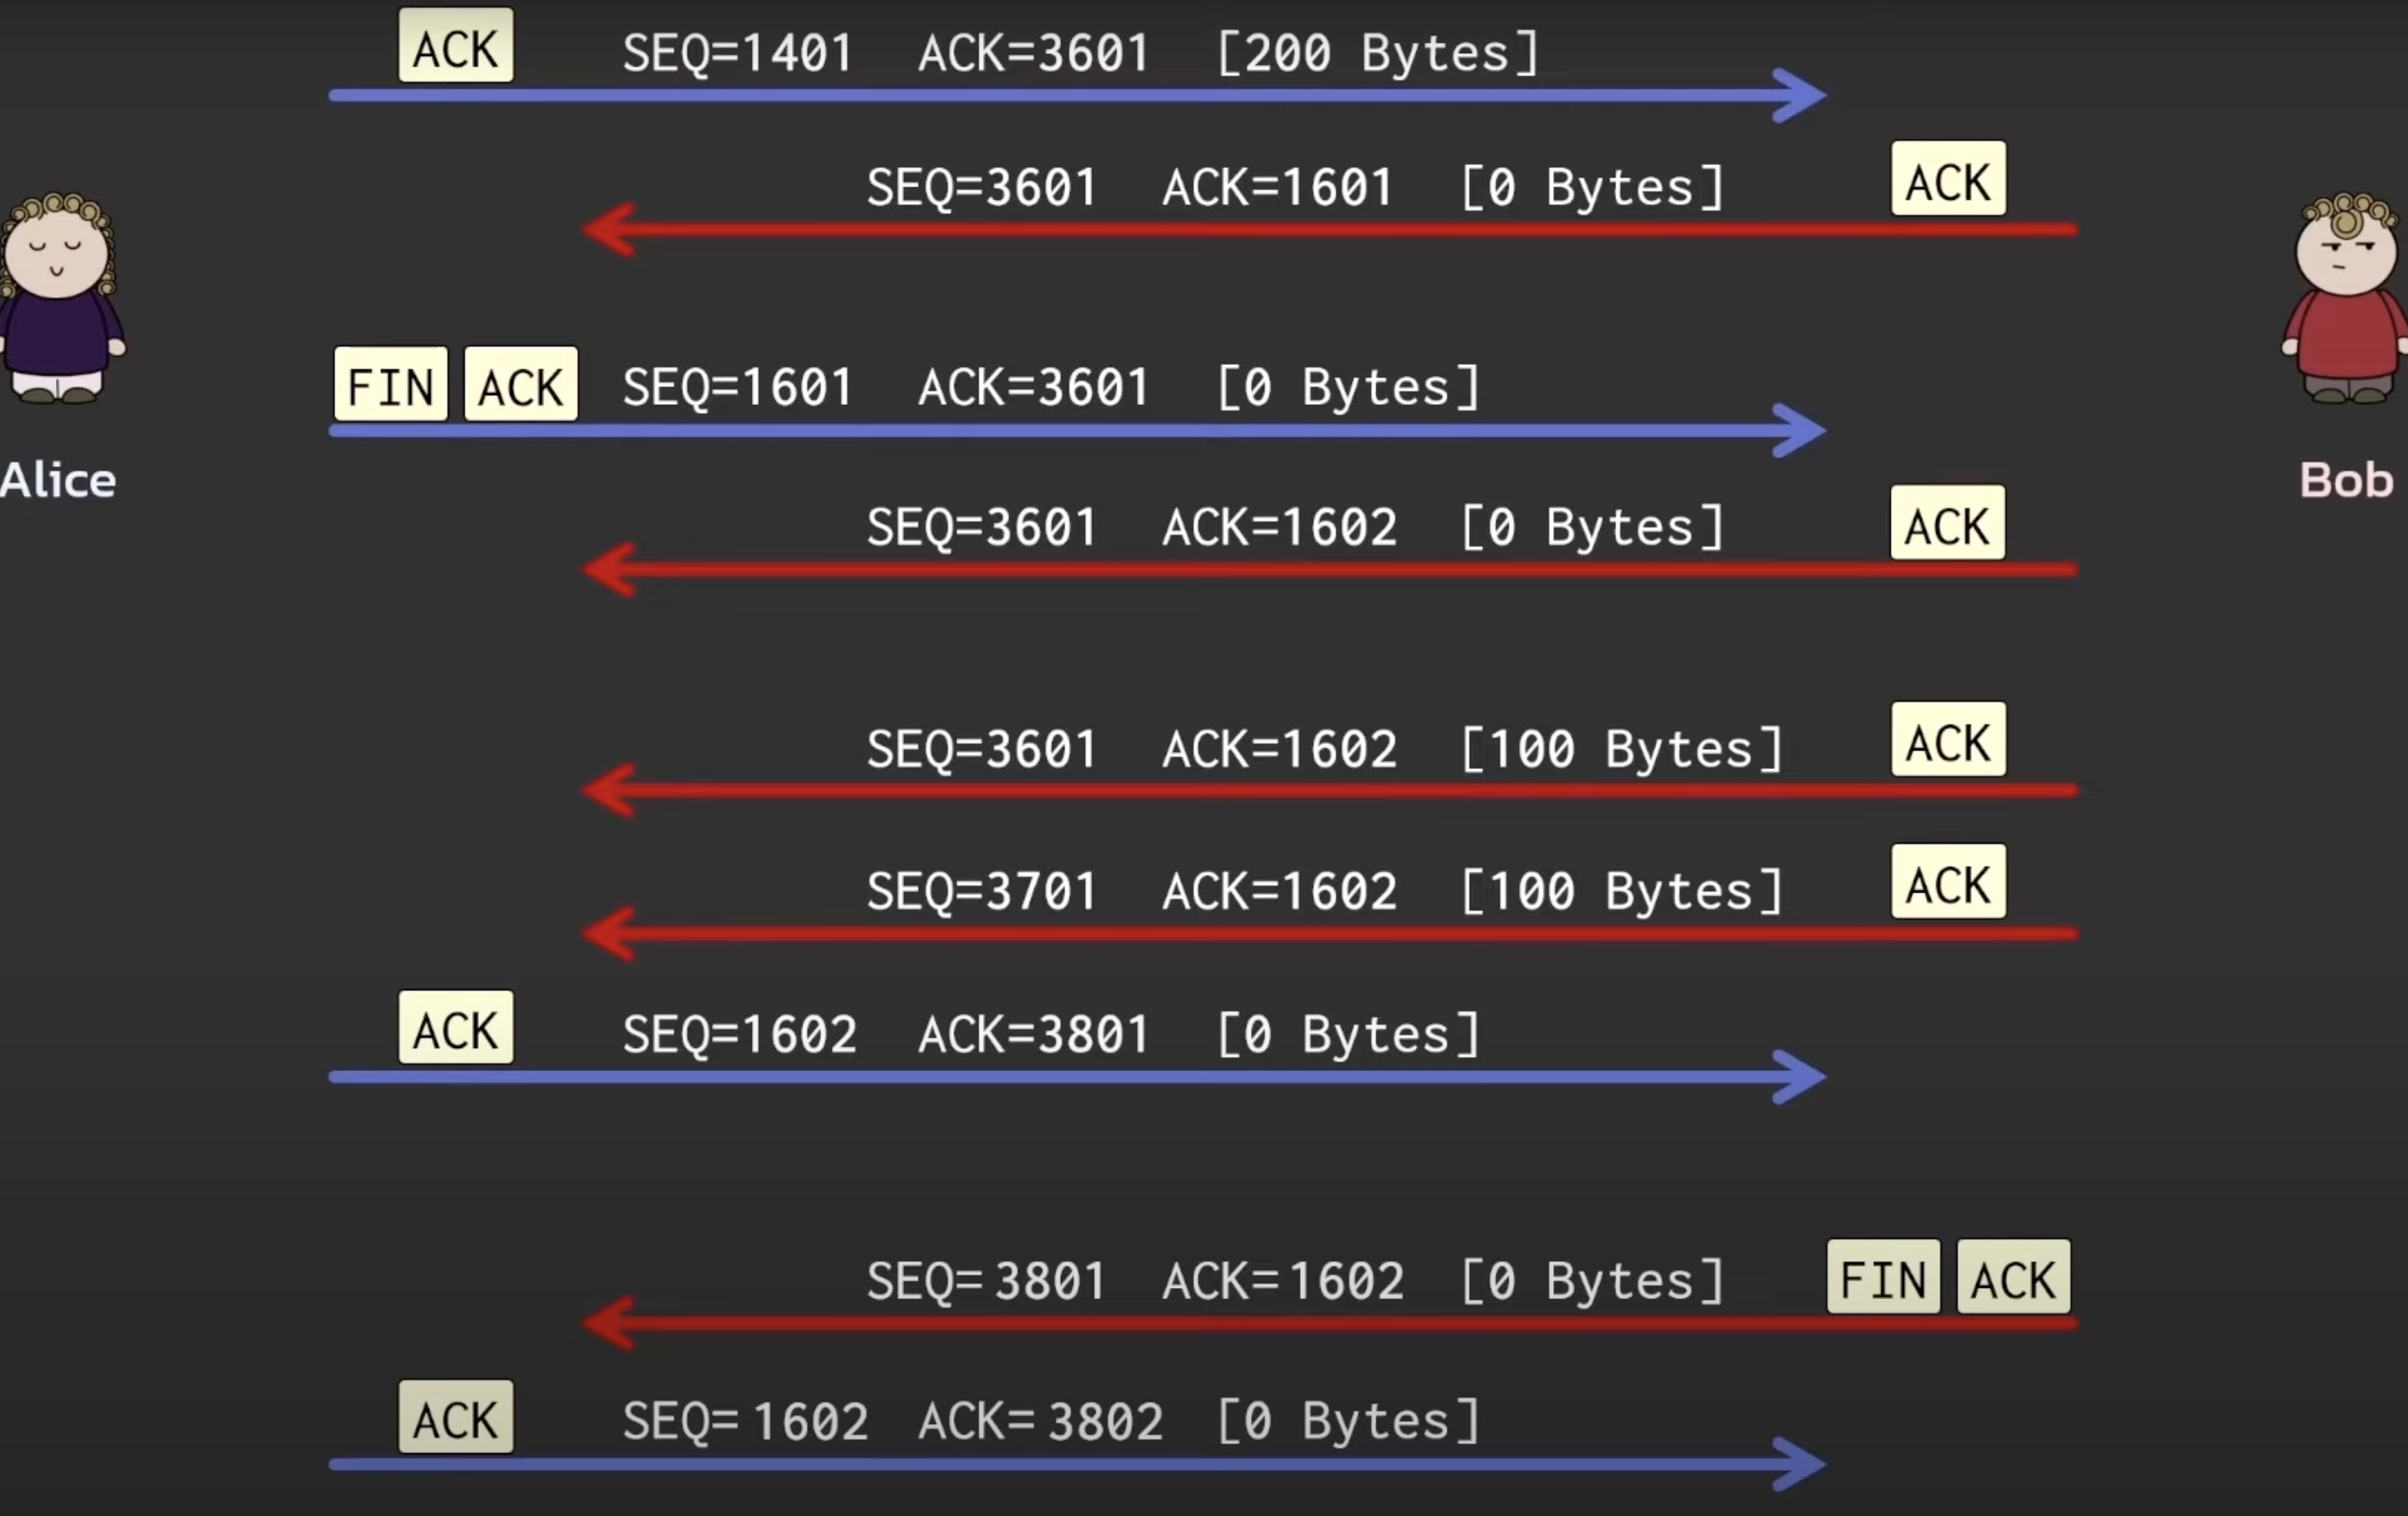 ACK SEQ=1401 ACK=3601 [200 Bytes]
SEQ=3601 ACK=1601 [0 Bytes] ACK
FIN ACK SEQ=1601 ACK=3601 [0 Bytes]
Alice
Bob
SEQ=3601 ACK=1602 [0 Bytes] ACK
SEQ=3601 ACK=1602 [100 Bytes] ACK
SEQ=3701 ACK=1602 [100 Bytes] ACK
ACK SEQ=1602 ACK=3801 [0 Bytes]
SEQ= 3801 ACK= 1602 [0 Bytes] FIN ACK
ACK SEQ= 1602 ACK= 3802 [0 Bytes]